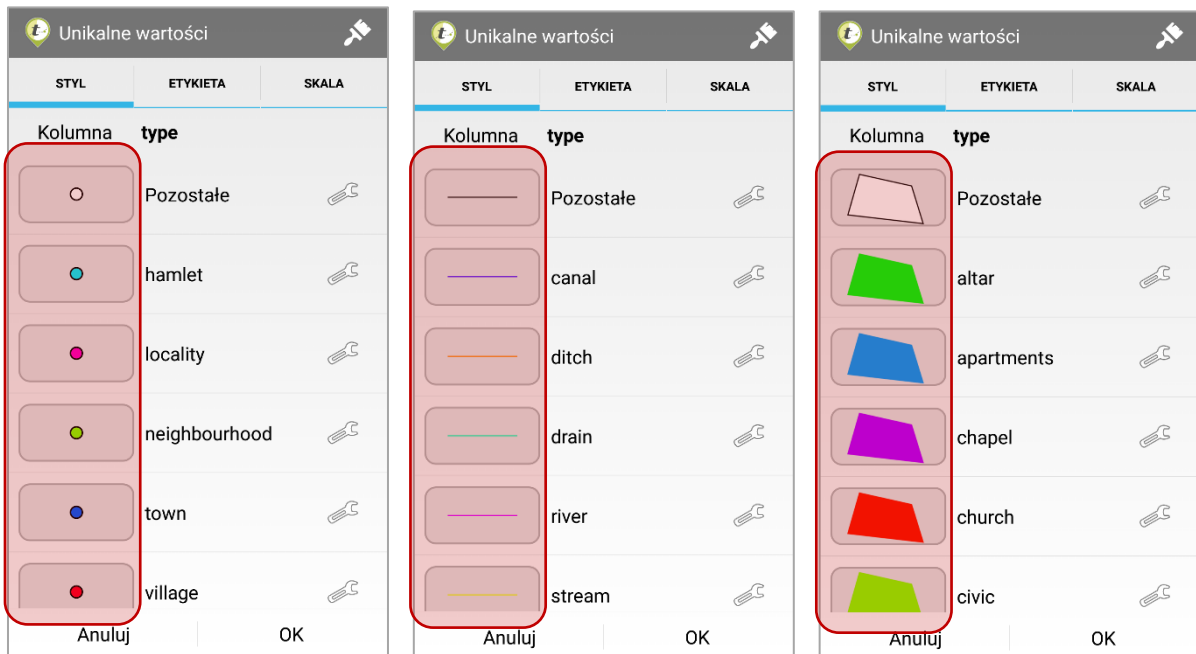 t Unikalne wartości
STYL ETYKIETA SKALA
Kolumna type
Pozostałe
hamlet
locality
neighbourhood
town
village
Anuluj OK
t Unikalne wartości
STYL ETYKIETA SKALA
Kolumna type
Pozostałe
canal
ditch
drain
river
stream
Anuluj OK
t Unikalne wartości
STYL ETYKIETA SKALA
Kolumna type
Pozostałe
altar
apartments
chapel
church
civic
Anuluj OK